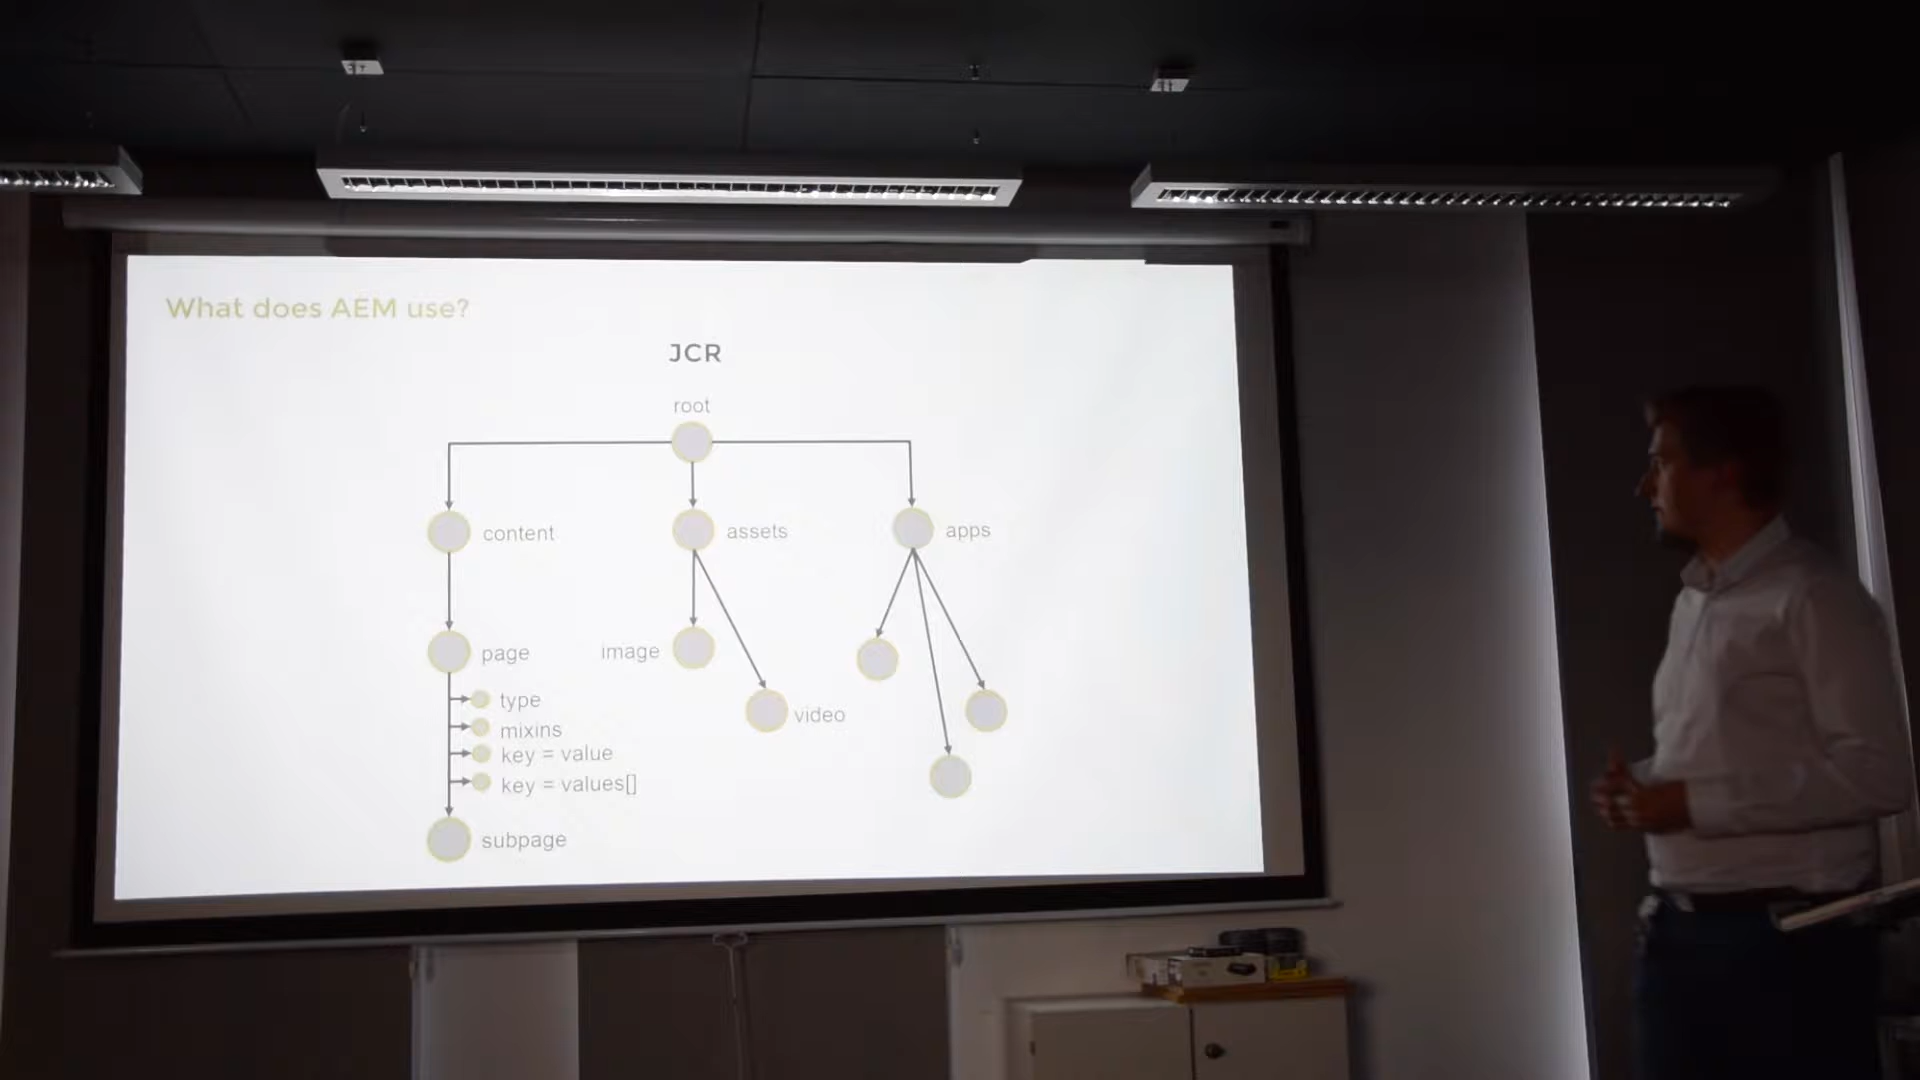 What does AEM use?
JCR
root
content
assets
apps
page
image
video
type
mixins
key = value
key = values[]
subpage